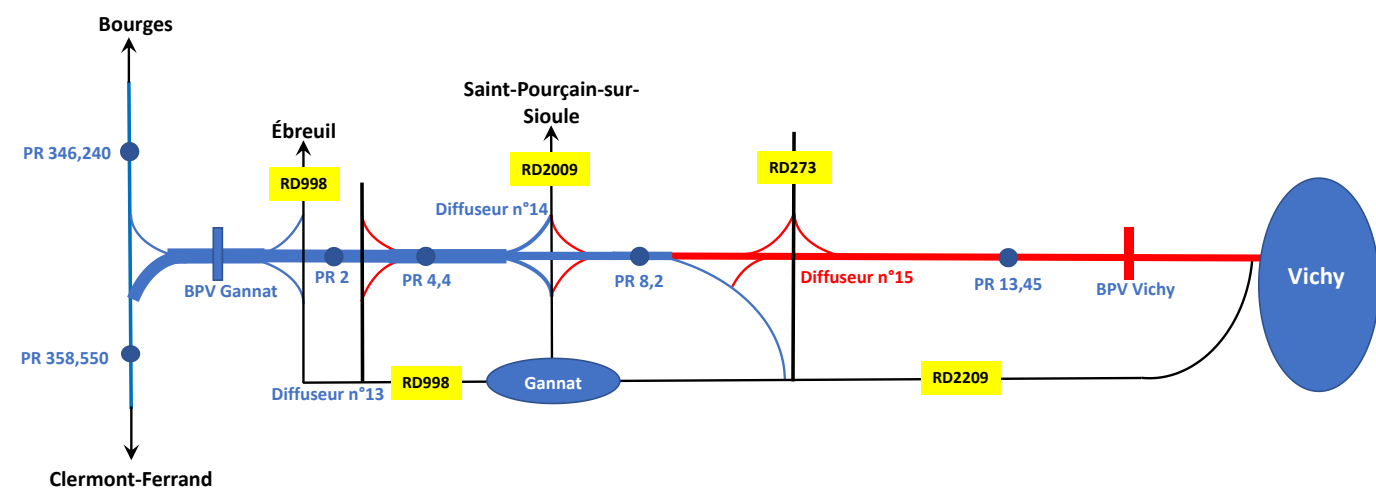 Bourges
Saint-Pourçain-sur-
Sioule
Ébreuil
PR 346,240
RD998
RD2009
RD273
Diffuseur n°14
PR 2
PR 4,4
PR 8,2
Diffuseur n°15
PR 13,45
BPV Gannat
BPV Vichy
Vichy
PR 358,550
Diffuseur n°13
RD998
Gannat
RD2209
Clermont-Ferrand